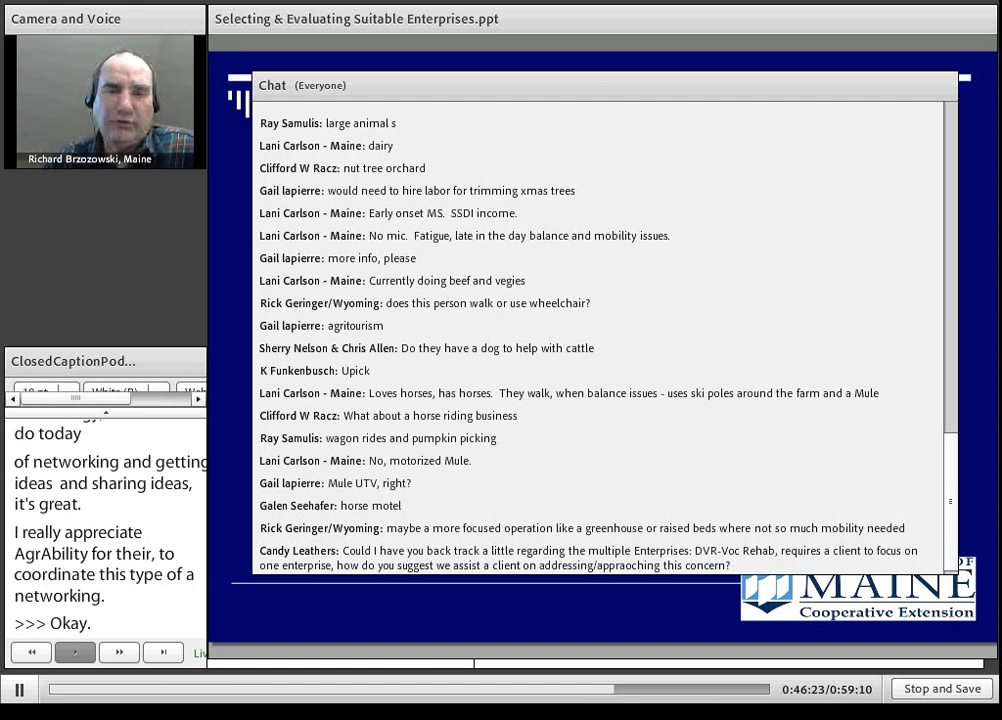 Camera and Voice
Richard Brzozowski, Maine
Selecting & Evaluating Suitable Enterprises.ppt
Chat (Everyone)
Ray Samulis: large animal s
Lani Carlson - Maine: dairy
Clifford W Racz: nut tree orchard
Gail lapierre: would need to hire labor for trimming xmas trees
Lani Carlson - Maine: Early onset MS. SSDI income.
Lani Carlson - Maine: No mic. Fatigue, late in the day balance and mobility issues.
Gail lapierre: more info, please
Lani Carlson - Maine: Currently doing beef and vegies
Rick Geringer/Wyoming: does this person walk or use wheelchair?
Gail lapierre: agritourism
Sherry Nelson & Chris Allen: Do they have a dog to help with cattle
K Funkenbusch: Upick
Lani Carlson - Maine: Loves horses, has horses. They walk, when balance issues - uses ski poles around the farm and a Mule
Clifford W Racz: What about a horse riding business
Ray Samulis: wagon rides and pumpkin picking
Lani Carlson - Maine: No, motorized Mule.
Gail lapierre: Mule UTV, right?
Galen Seehafer: horse motel
Rick Geringer/Wyoming: maybe a more focused operation like a greenhouse or raised beds where not so much mobility needed
Candy Leathers: Could I have you back track a little regarding the multiple Enterprises: DVR-Voc Rehab, requires a client to focus on
one enterprise, how do you suggest we assist a client on addressing/appraoching this concern?
OF
MAINE
Cooperative Extension
ClosedCaptionPod...
do today
of networking and getting
ideas and sharing ideas,
it's great.
I really appreciate
AgrAbility for their, to
coordinate this type of a
networking.
>>> Okay.
Liv
0:46:23/0:59:10
Stop and Save